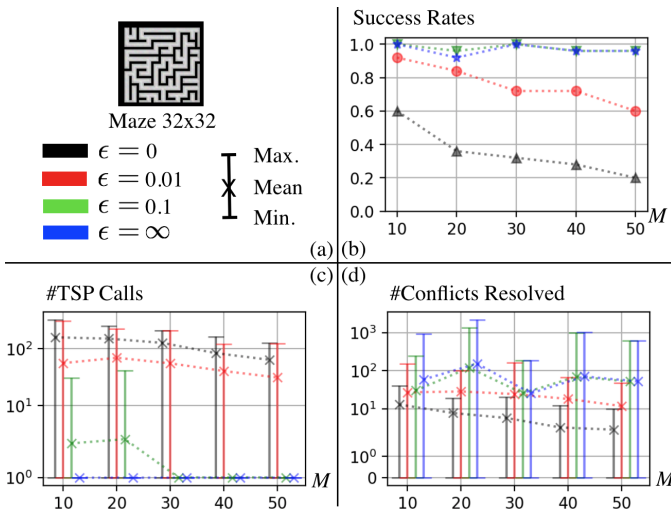 Maze 32x32
ϵ = 0
ϵ = 0.01
ϵ = 0.1
ϵ = ∞
Max.
Mean
Min.
(a)
Success Rates
1.0
0.8
0.6
0.4
0.2
0.0
10 20 30 40 50 M
(b)
(c)
#TSP Calls
10²
10¹
10⁰
10 20 30 40 50 M
(d)
#Conflicts Resolved
10³
10²
10¹
10⁰
0
10 20 30 40 50 M